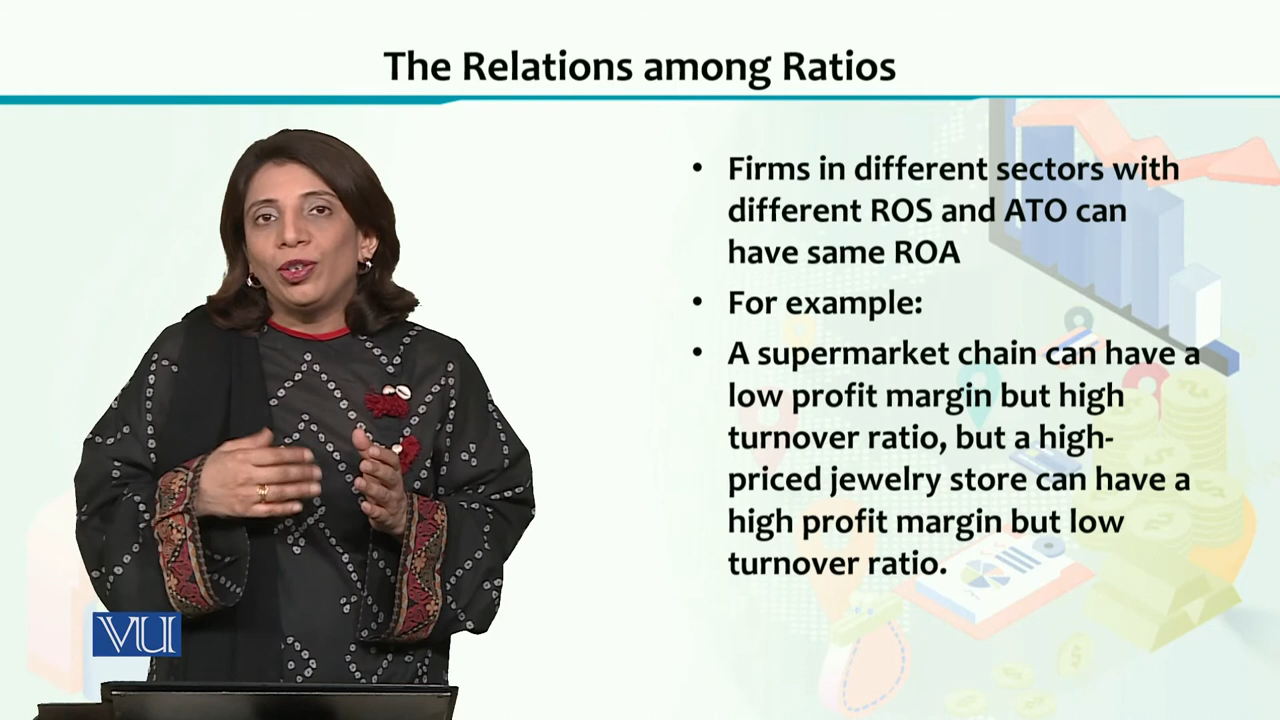 The Relations among Ratios
• Firms in different sectors with
different ROS and ATO can
have same ROA
• For example:
• A supermarket chain can have a
low profit margin but high
turnover ratio, but a high-
priced jewelry store can have a
high profit margin but low
turnover ratio.
VU